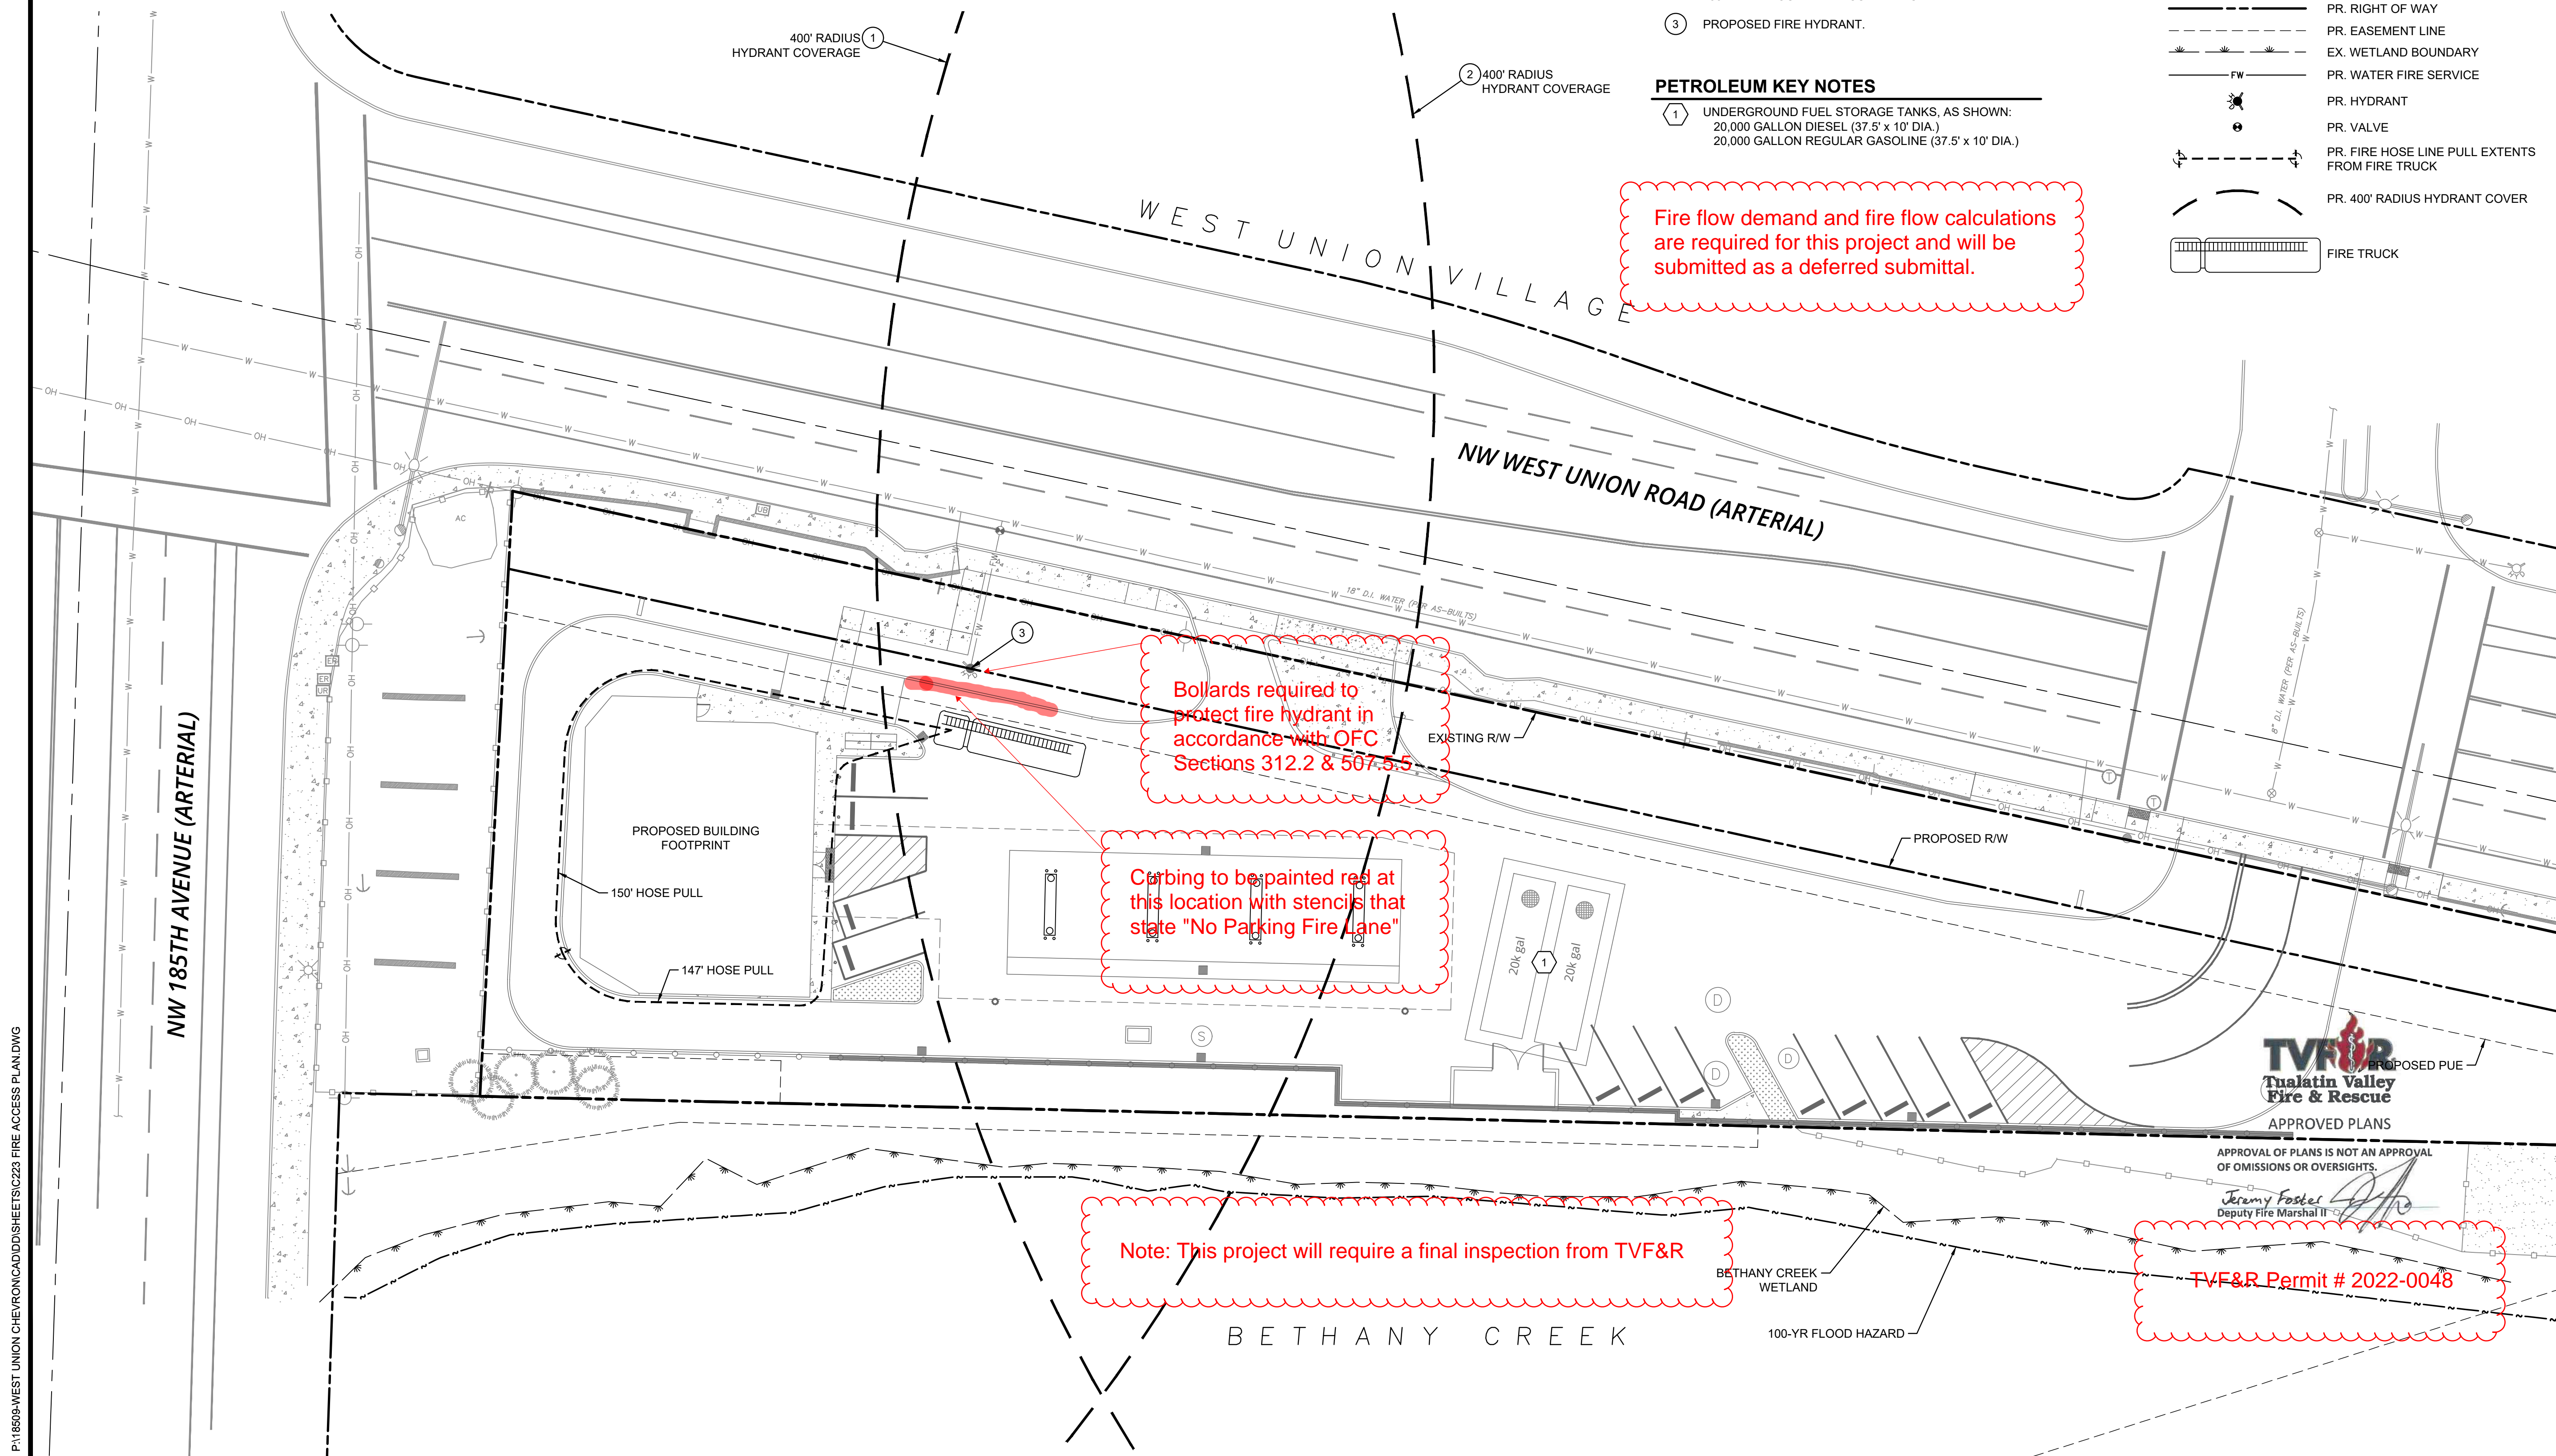 400' RADIUS
HYDRANT COVERAGE
1
2
400' RADIUS
HYDRANT COVERAGE
3
PROPOSED FIRE HYDRANT.
PETROLEUM KEY NOTES
1
UNDERGROUND FUEL STORAGE TANKS, AS SHOWN:
20,000 GALLON DIESEL (37.5' x 10' DIA.)
20,000 GALLON REGULAR GASOLINE (37.5' x 10' DIA.)
PR. RIGHT OF WAY
PR. EASEMENT LINE
EX. WETLAND BOUNDARY
FW
PR. WATER FIRE SERVICE
PR. HYDRANT
PR. VALVE
PR. FIRE HOSE LINE PULL EXTENTS
FROM FIRE TRUCK
PR. 400' RADIUS HYDRANT COVER
FIRE TRUCK
Fire flow demand and fire flow calculations
are required for this project and will be
submitted as a deferred submittal.
WEST UNION VILLAGE
NW WEST UNION ROAD (ARTERIAL)
18" D.I. WATER (PER AS-BUILTS)
8" D.I. WATER (PER AS-BUILTS)
AC
UB
3
HYD
FW
Bollards required to
protect fire hydrant in
accordance with OFC
Sections 312.2 & 507.5.5
EXISTING R/W
PROPOSED R/W
NW 185TH AVENUE (ARTERIAL)
ER
UR
PROPOSED BUILDING
FOOTPRINT
150' HOSE PULL
147' HOSE PULL
Curbing to be painted red at
this location with stencils that
state "No Parking Fire Lane"
20k gal
1
20k gal
D
S
D
D
T
T
PROPOSED PUE
TVF&R
Tualatin Valley
Fire & Rescue
APPROVED PLANS
APPROVAL OF PLANS IS NOT AN APPROVAL
OF OMISSIONS OR OVERSIGHTS.
Jeremy Foster
Deputy Fire Marshal II
Note: This project will require a final inspection from TVF&R
BETHANY CREEK
WETLAND
100-YR FLOOD HAZARD
TVF&R Permit # 2022-0048
BETHANY CREEK
P:\18509-WEST UNION CHEVRON\CAD\DD\SHEETS\C223 FIRE ACCESS PLAN.DWG